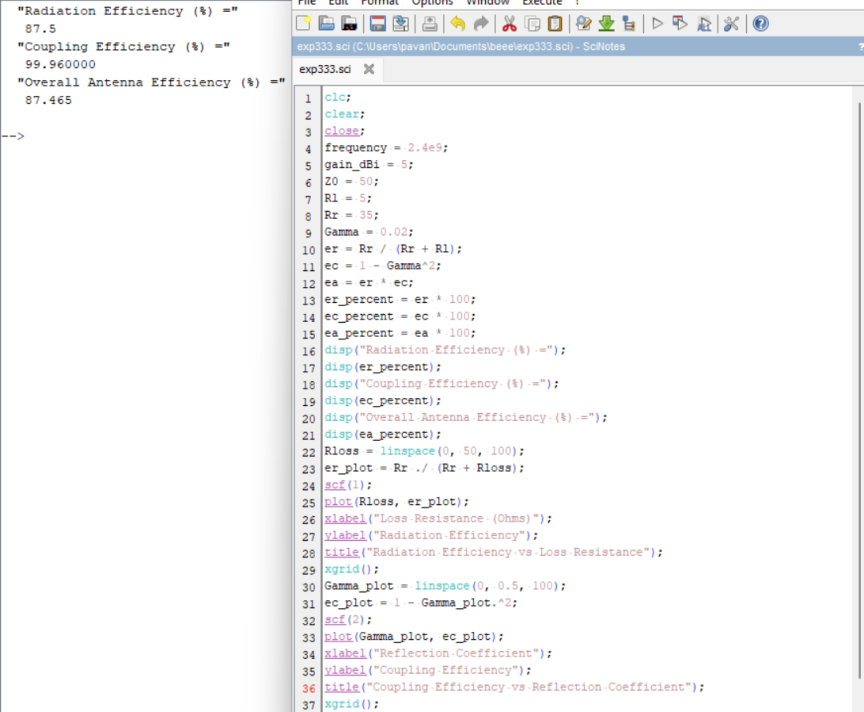 "Radiation Efficiency (%) ="
87.5
"Coupling Efficiency (%) ="
99.960000
"Overall Antenna Efficiency (%) ="
87.465
-->
File Edit Format Options Window Execute ?
exp333.sci (C:\Users\pavan\Documents\beee\exp333.sci) - SciNotes
?
exp333.sci
1 clc;
2 clear;
3 close;
4 frequency = 2.4e9;
5 gain_dBi = 5;
6 Z0 = 50;
7 Rl = 5;
8 Rr = 35;
9 Gamma = 0.02;
10 er = Rr / (Rr + Rl);
11 ec = 1 - Gamma^2;
12 ea = er * ec;
13 er_percent = er * 100;
14 ec_percent = ec * 100;
15 ea_percent = ea * 100;
16 disp("Radiation Efficiency (%) =");
17 disp(er_percent);
18 disp("Coupling Efficiency (%) =");
19 disp(ec_percent);
20 disp("Overall Antenna Efficiency (%) =");
21 disp(ea_percent);
22 Rloss = linspace(0, 50, 100);
23 er_plot = Rr ./ (Rr + Rloss);
24 scf(1);
25 plot(Rloss, er_plot);
26 xlabel("Loss Resistance (Ohms)");
27 ylabel("Radiation Efficiency");
28 title("Radiation Efficiency vs Loss Resistance");
29 xgrid();
30 Gamma_plot = linspace(0, 0.5, 100);
31 ec_plot = 1 - Gamma_plot.^2;
32 scf(2);
33 plot(Gamma_plot, ec_plot);
34 xlabel("Reflection Coefficient");
35 ylabel("Coupling Efficiency");
36 title("Coupling Efficiency vs Reflection Coefficient");
37 xgrid();